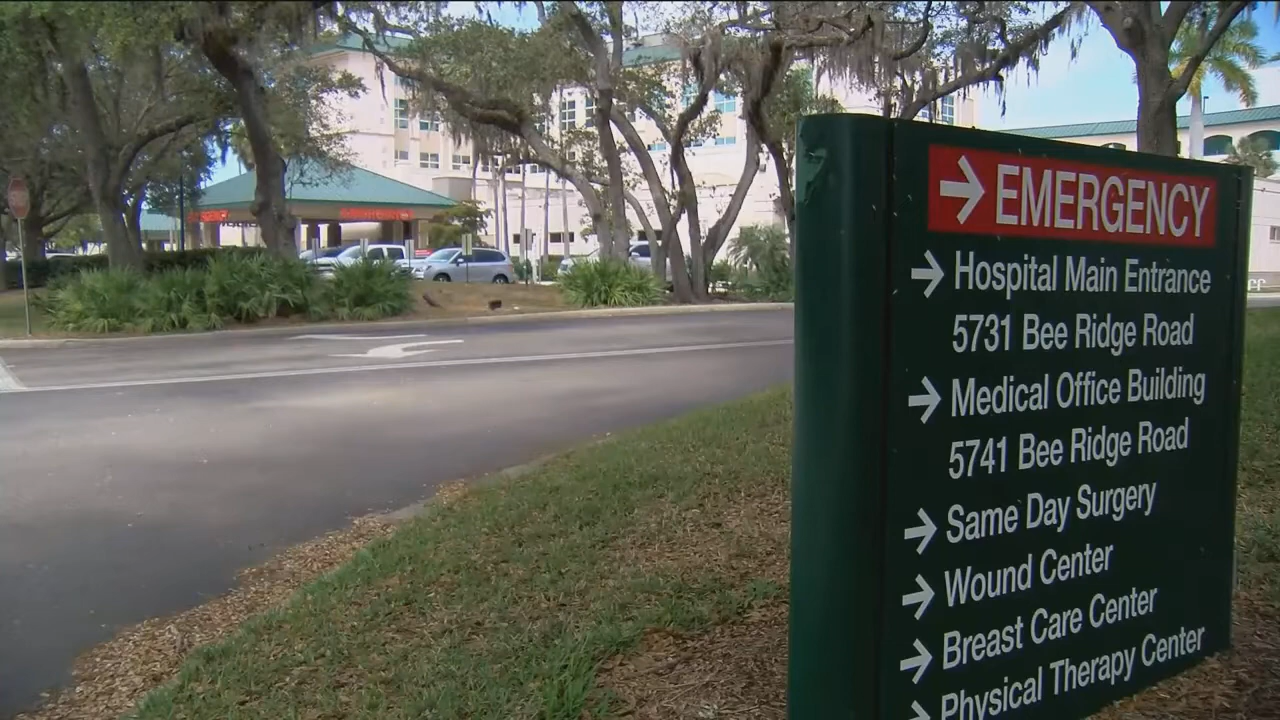 → EMERGENCY
→ Hospital Main Entrance
5731 Bee Ridge Road
→ Medical Office Building
5741 Bee Ridge Road
→ Same Day Surgery
→ Wound Center
→ Breast Care Center
→ Physical Therapy Center